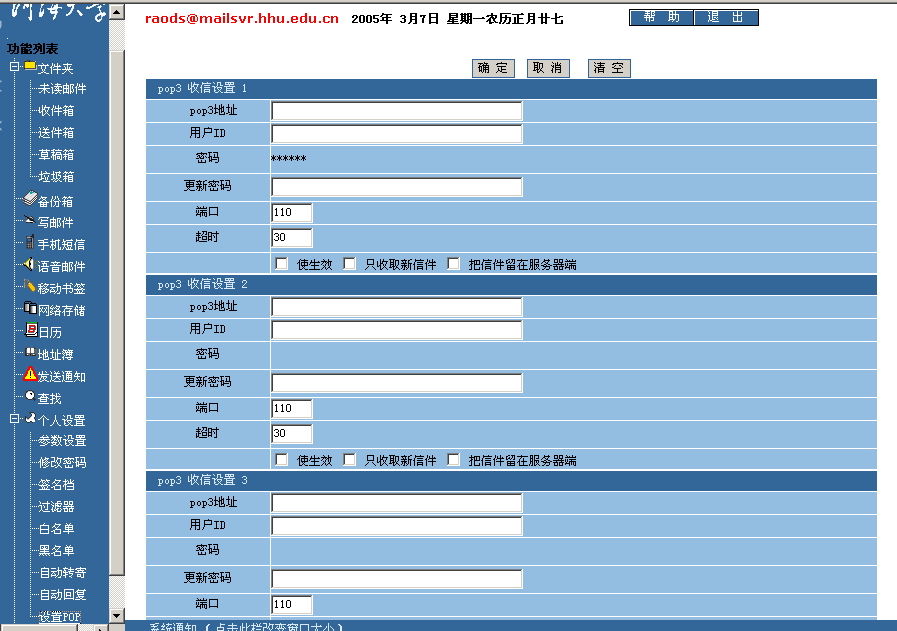 河海大学
raods@mailsvr.hhu.edu.cn 2005年 3月7日 星期一农历正月廿七
帮 助 退 出
功能列表
文件夹
未读邮件
收件箱
送件箱
草稿箱
垃圾箱
备份箱
写邮件
手机短信
语音邮件
移动书签
网络存储
日历
地址簿
发送通知
查找
个人设置
参数设置
修改密码
签名档
过滤器
白名单
黑名单
自动转寄
自动回复
设置POP
确 定 取 消 清 空
pop3 收信设置 1
pop3地址
用户ID
密码 ******
更新密码
端口 110
超时 30
使生效 只收取新信件 把信件留在服务器端
pop3 收信设置 2
pop3地址
用户ID
密码
更新密码
端口 110
超时 30
使生效 只收取新信件 把信件留在服务器端
pop3 收信设置 3
pop3地址
用户ID
密码
更新密码
端口 110
系统通知 (点击此栏改变窗口大小)